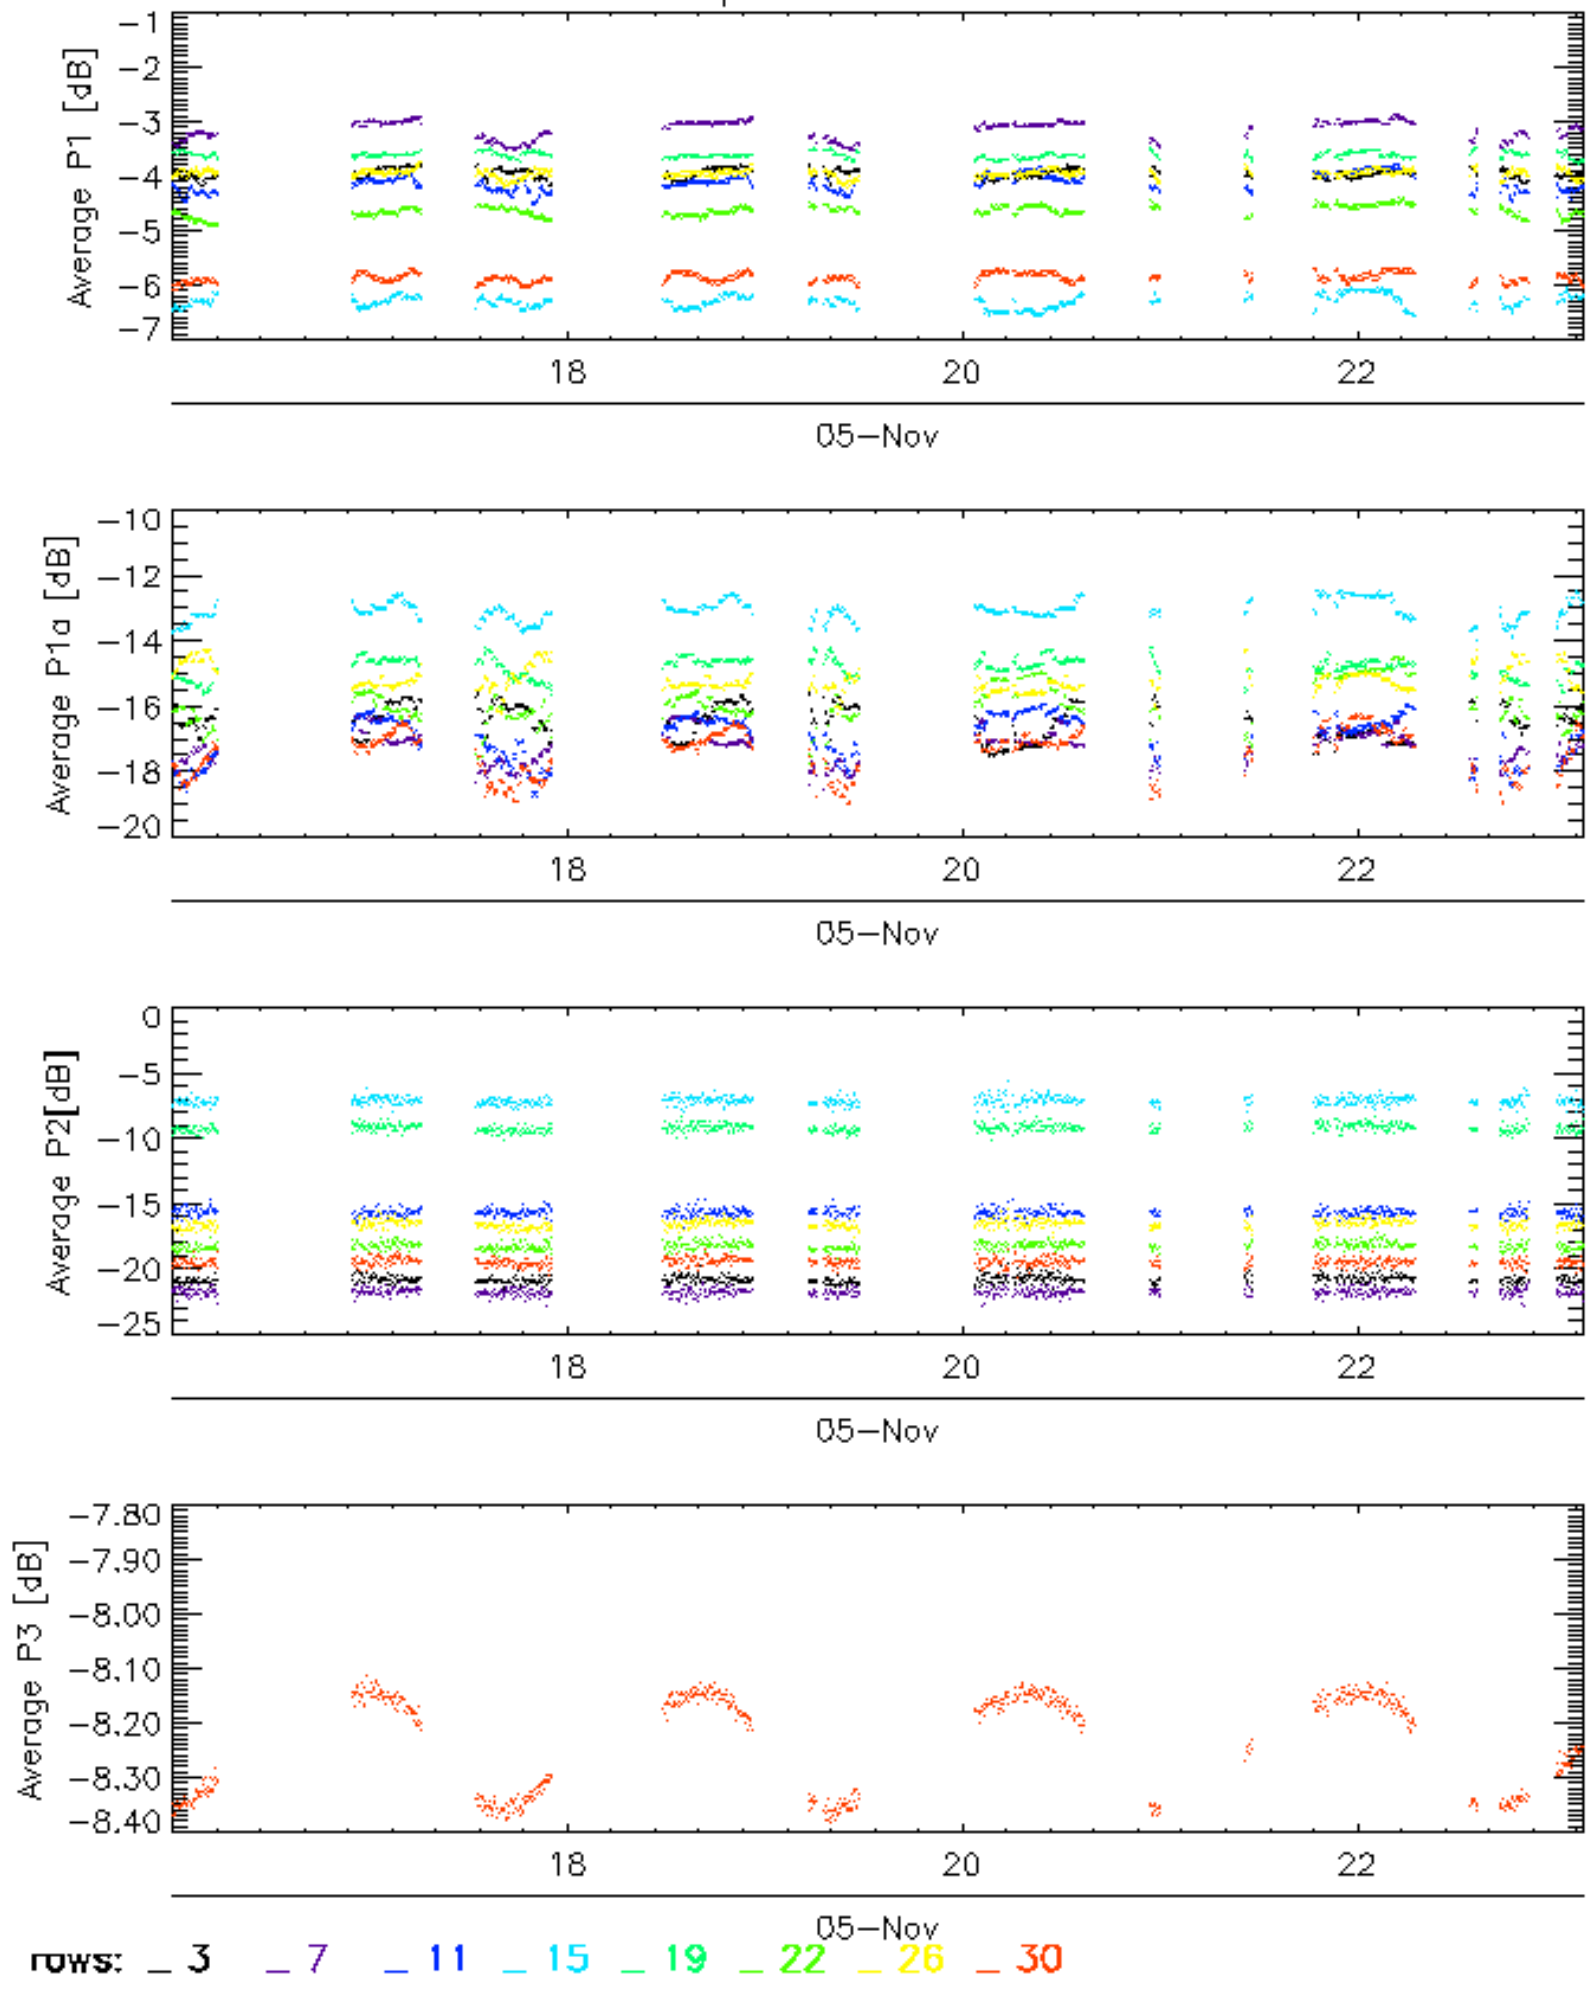 Average P1 [dB]
-1
-2
-3
-4
-5
-6
-7
18 20 22
05-Nov
Average P1a [dB]
-10
-12
-14
-16
-18
-20
18 20 22
05-Nov
Average P2[dB]
0
-5
-10
-15
-20
-25
18 20 22
05-Nov
Average P3 [dB]
-7.80
-7.90
-8.00
-8.10
-8.20
-8.30
-8.40
18 20 22
05-Nov
rows: _ 3 _ 7 _ 11 _ 15 _ 19 _ 22 _ 26 _ 30